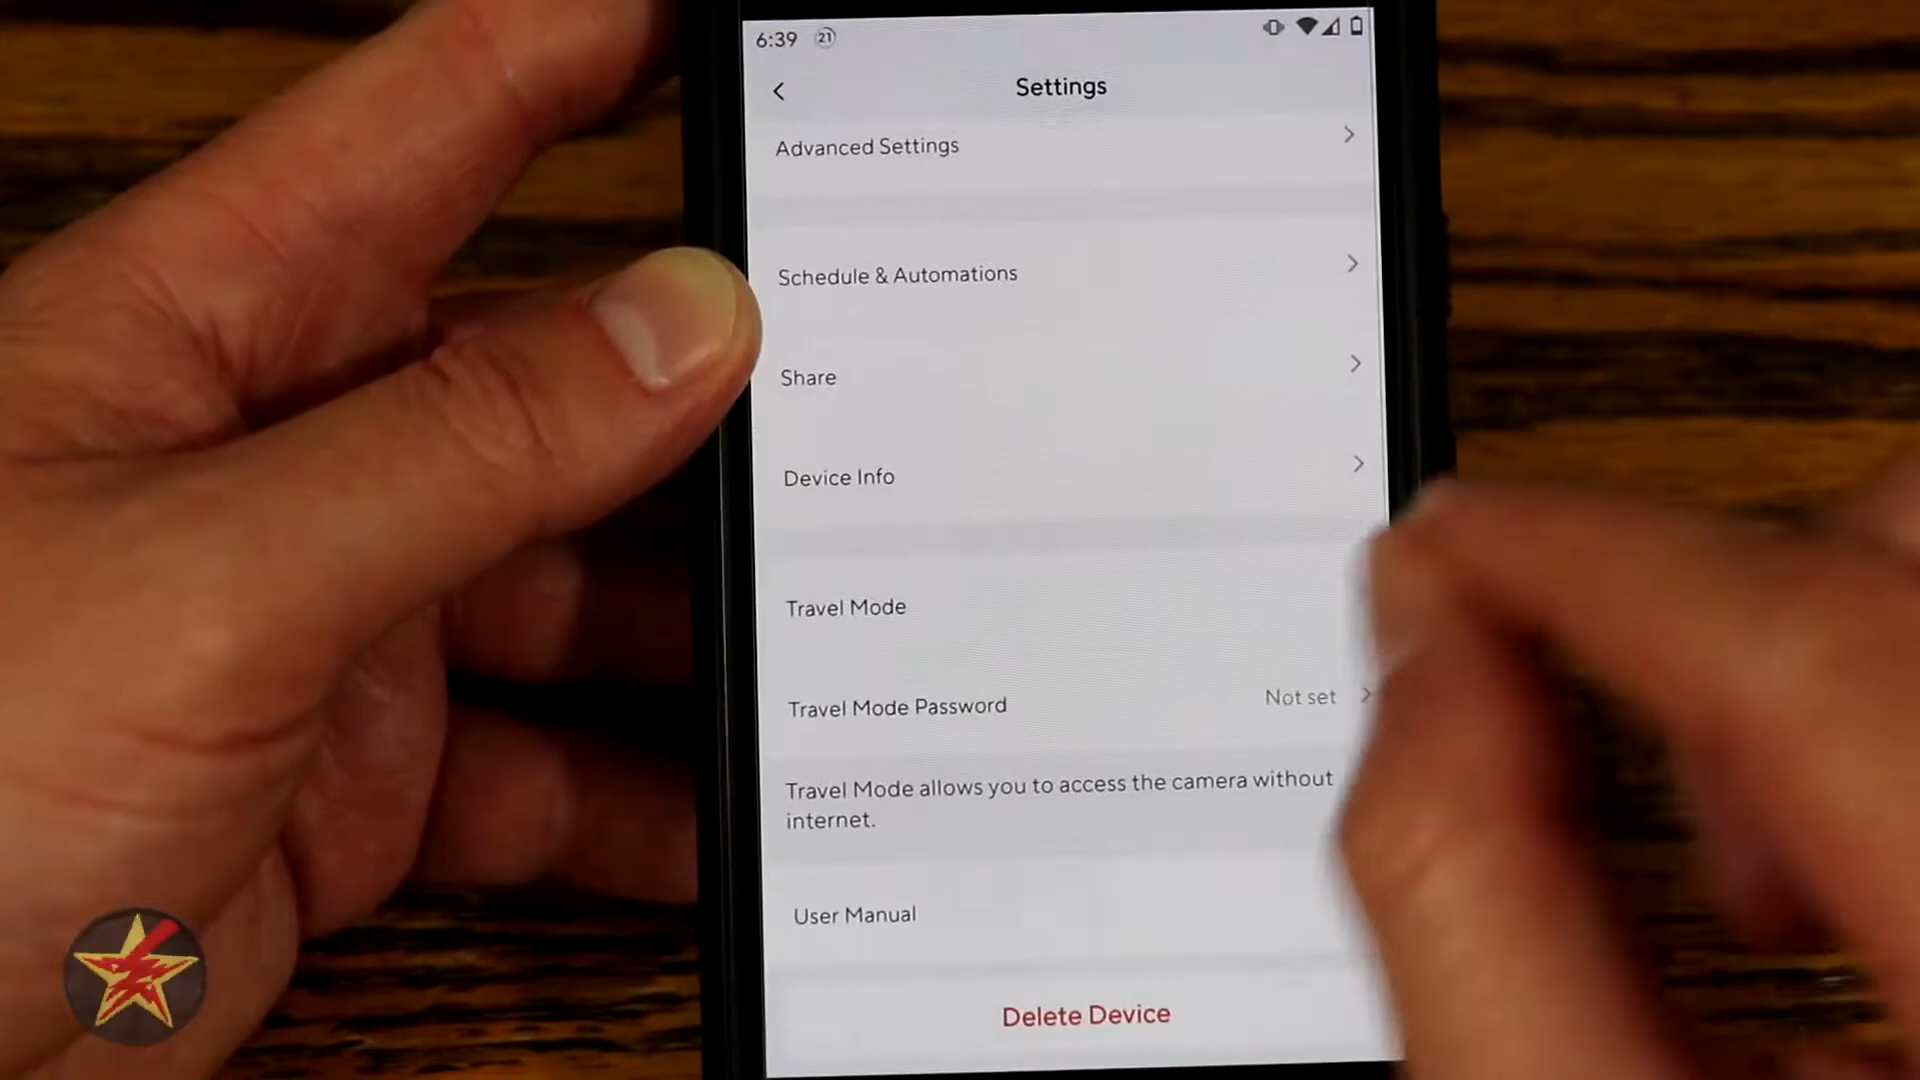 6:39 21
Settings
Advanced Settings
Schedule & Automations
Share
Device Info
Travel Mode
Travel Mode Password Not set
Travel Mode allows you to access the camera without
internet.
User Manual
Delete Device